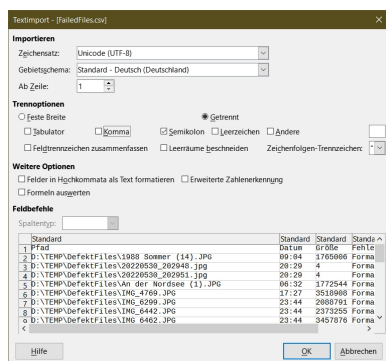 Textimport - [FailedFiles.csv]
Importieren
Zeichensatz: Unicode (UTF-8)
Gebietsschema: Standard - Deutsch (Deutschland)
Ab Zeile: 1
Trennoptionen
Feste Breite Getrennt
Tabulator Komma Semikolon Leerzeichen Andere
Feldtrennzeichen zusammenfassen Leerräume beschneiden Zeichenfolgen-Trennzeichen: "
Weitere Optionen
Felder in Hochkommata als Text formatieren Erweiterte Zahlenerkennung
Formeln auswerten
Feldbefehle
Spaltentyp:
Standard Standard Standard Standa
1 Pfad Datum Größe Fehle
2 D:\TEMP\DefektFiles\1988 Sommer (14).JPG 09:04 1765006 Forma
3 D:\TEMP\DefektFiles\20220530_202948.jpg 20:29 4 Forma
4 D:\TEMP\DefektFiles\20220530_202951.jpg 20:29 4 Forma
5 D:\TEMP\DefektFiles\An der Nordsee (1).JPG 06:32 1772544 Forma
6 D:\TEMP\DefektFiles\IMG_4769.JPG 17:27 3518908 Forma
7 D:\TEMP\DefektFiles\IMG_6299.JPG 23:44 2088791 Forma
8 D:\TEMP\DefektFiles\IMG_6442.JPG 23:44 2373255 Forma
9 D:\TEMP\DefektFiles\IMG 6462.JPG 23:44 3457876 Forma
Hilfe OK Abbrechen